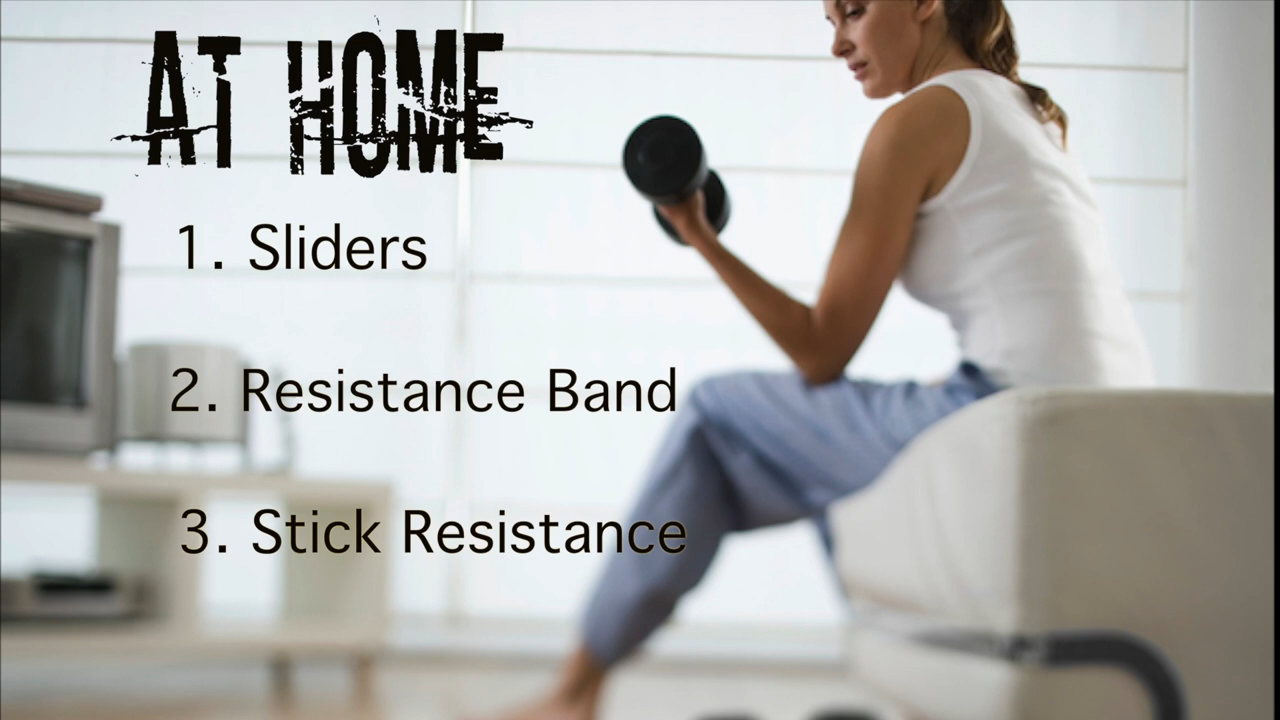 AT HOME
1. Sliders
2. Resistance Band
3. Stick Resistance